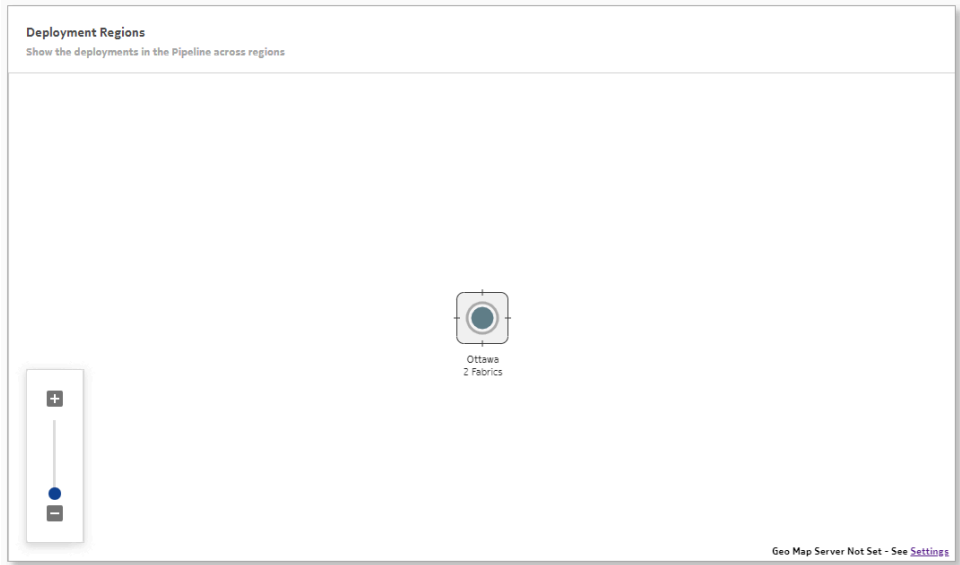 Deployment Regions
Show the deployments in the Pipeline across regions
Ottawa
2 Fabrics
Geo Map Server Not Set - See Settings